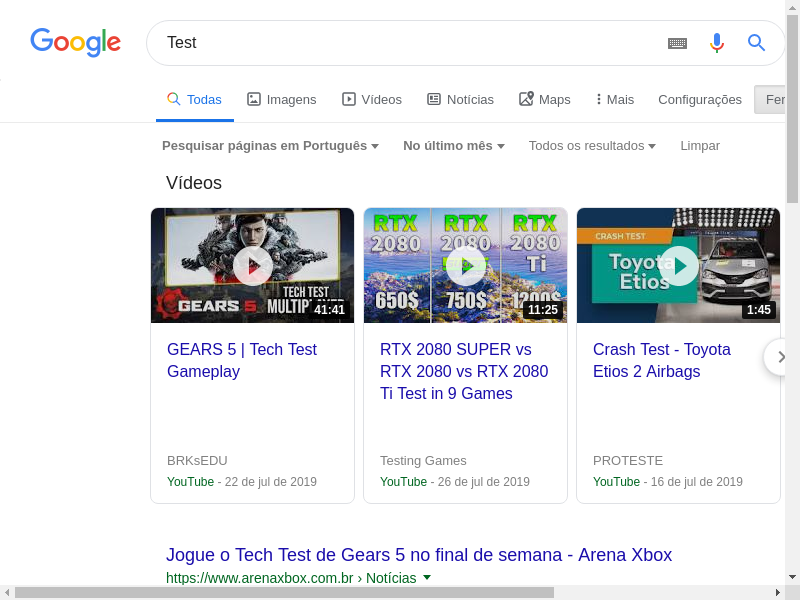 Google
Test
Todas
Imagens
Vídeos
Notícias
Maps
Mais
Configurações
Pesquisar páginas em Português
No último mês
Todos os resultados
Limpar
Vídeos
GEARS 5
TECH TEST
41:41
RTX
2080
650$
RTX
2080
750$
RTX
2080
Ti
1200$
11:25
CRASH TEST
Toyota
Etios
1:45
GEARS 5 | Tech Test
Gameplay
BRKsEDU
YouTube - 22 de jul de 2019
RTX 2080 SUPER vs
RTX 2080 vs RTX 2080
Ti Test in 9 Games
Testing Games
YouTube - 26 de jul de 2019
Crash Test - Toyota
Etios 2 Airbags
PROTESTE
YouTube - 16 de jul de 2019
Jogue o Tech Test de Gears 5 no final de semana - Arena Xbox
https://www.arenaxbox.com.br › Notícias